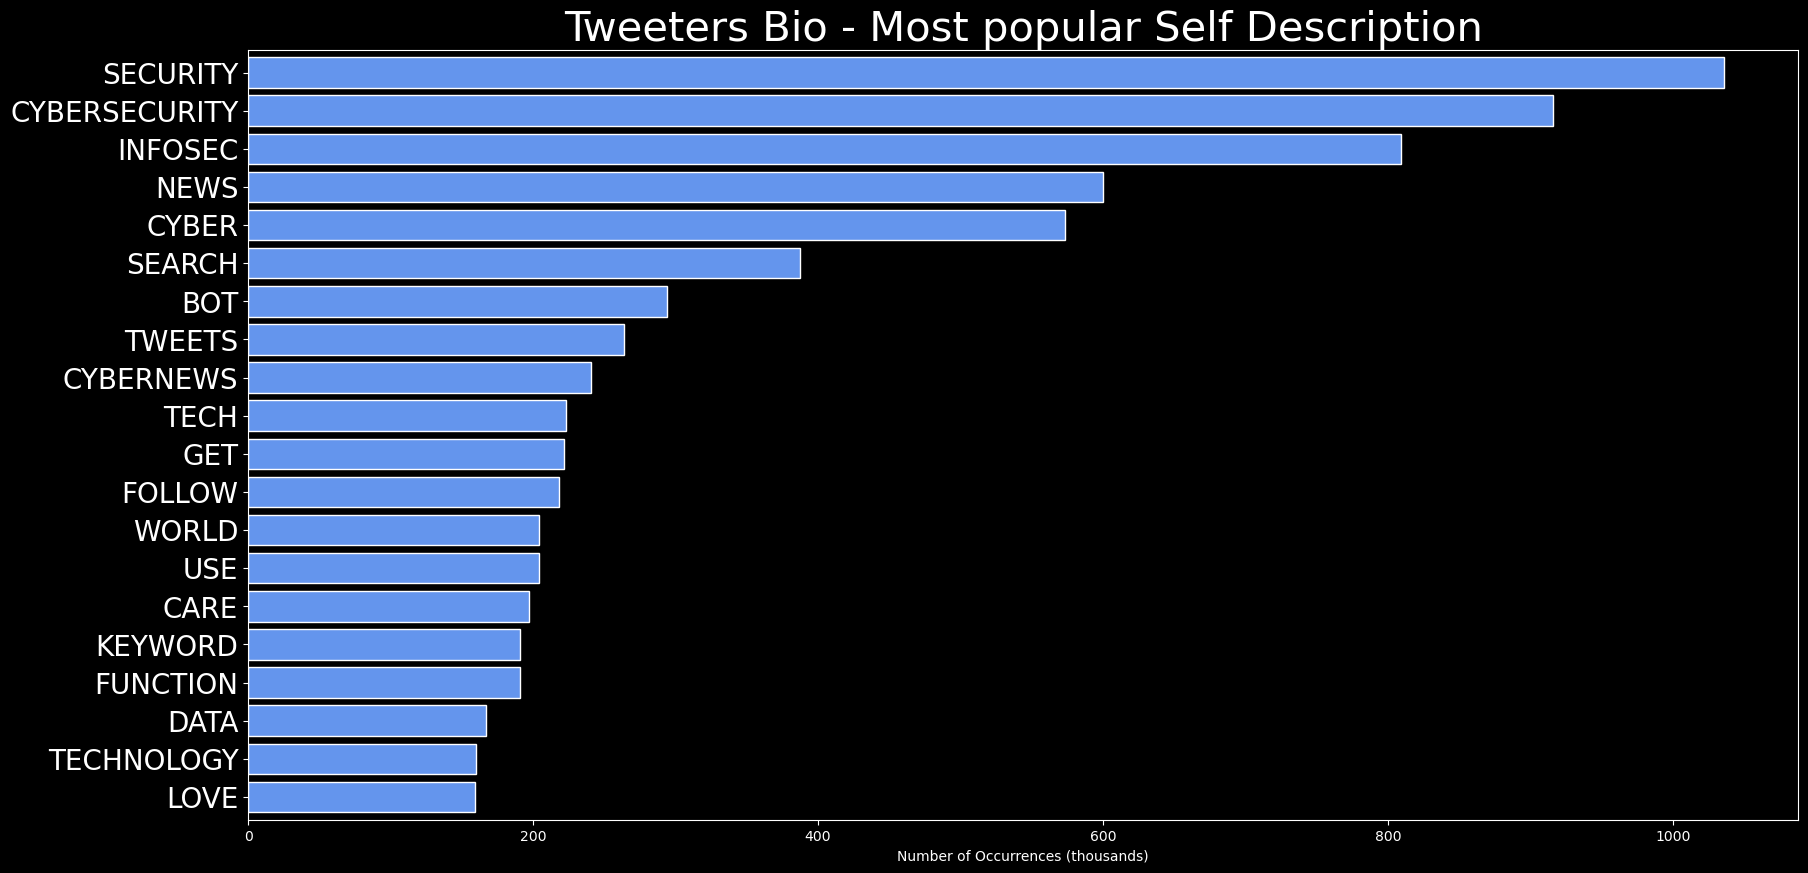 Tweeters Bio - Most popular Self Description
SECURITY
CYBERSECURITY
INFOSEC
NEWS
CYBER
SEARCH
BOT
TWEETS
CYBERNEWS
TECH
GET
FOLLOW
WORLD
USE
CARE
KEYWORD
FUNCTION
DATA
TECHNOLOGY
LOVE
0 200 400 600 800 1000
Number of Occurrences (thousands)